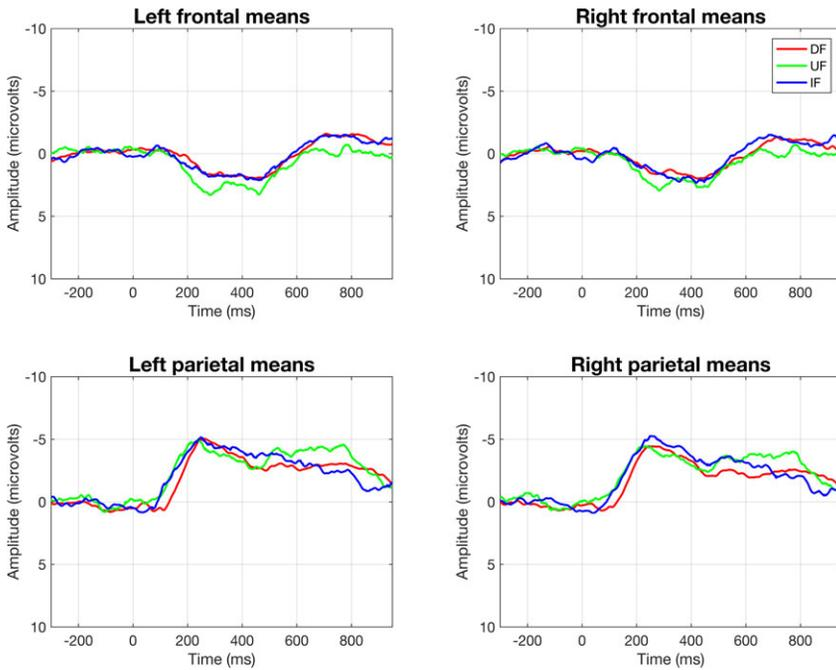 Left frontal means
-10
-5
0
5
10
Amplitude (microvolts)
-200 0 200 400 600 800
Time (ms)
Right frontal means
-10
-5
0
5
10
Amplitude (microvolts)
-200 0 200 400 600 800
Time (ms)
DF
UF
IF
Left parietal means
-10
-5
0
5
10
Amplitude (microvolts)
-200 0 200 400 600 800
Time (ms)
Right parietal means
-10
-5
0
5
10
Amplitude (microvolts)
-200 0 200 400 600 800
Time (ms)